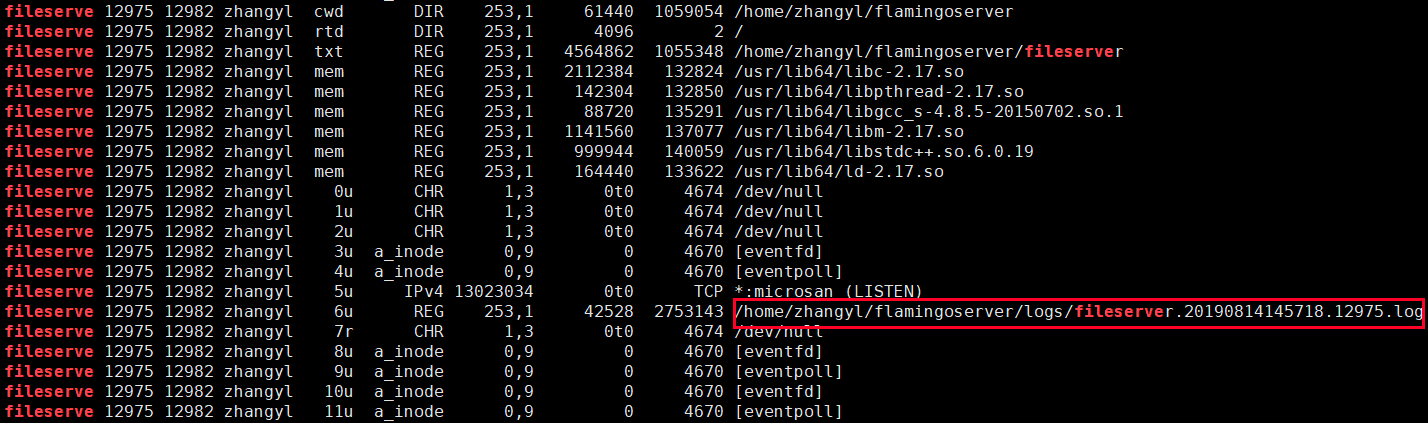 fileserve 12975 12982 zhangyl cwd DIR 253,1 61440 1059054 /home/zhangyl/flamingoserver
fileserve 12975 12982 zhangyl rtd DIR 253,1 4096 2 /
fileserve 12975 12982 zhangyl txt REG 253,1 4564862 1055348 /home/zhangyl/flamingoserver/fileserver
fileserve 12975 12982 zhangyl mem REG 253,1 2112384 132824 /usr/lib64/libc-2.17.so
fileserve 12975 12982 zhangyl mem REG 253,1 142304 132850 /usr/lib64/libpthread-2.17.so
fileserve 12975 12982 zhangyl mem REG 253,1 88720 135291 /usr/lib64/libgcc_s-4.8.5-20150702.so.1
fileserve 12975 12982 zhangyl mem REG 253,1 1141560 137077 /usr/lib64/libm-2.17.so
fileserve 12975 12982 zhangyl mem REG 253,1 999944 140059 /usr/lib64/libstdc++.so.6.0.19
fileserve 12975 12982 zhangyl mem REG 253,1 164440 133622 /usr/lib64/ld-2.17.so
fileserve 12975 12982 zhangyl 0u CHR 1,3 0t0 4674 /dev/null
fileserve 12975 12982 zhangyl 1u CHR 1,3 0t0 4674 /dev/null
fileserve 12975 12982 zhangyl 2u CHR 1,3 0t0 4674 /dev/null
fileserve 12975 12982 zhangyl 3u a_inode 0,9 0 4670 [eventfd]
fileserve 12975 12982 zhangyl 4u a_inode 0,9 0 4670 [eventpoll]
fileserve 12975 12982 zhangyl 5u IPv4 13023034 0t0 TCP *:microsan (LISTEN)
fileserve 12975 12982 zhangyl 6u REG 253,1 42528 2753143 /home/zhangyl/flamingoserver/logs/fileserver.20190814145718.12975.log
fileserve 12975 12982 zhangyl 7r CHR 1,3 0t0 4674 /dev/null
fileserve 12975 12982 zhangyl 8u a_inode 0,9 0 4670 [eventfd]
fileserve 12975 12982 zhangyl 9u a_inode 0,9 0 4670 [eventpoll]
fileserve 12975 12982 zhangyl 10u a_inode 0,9 0 4670 [eventfd]
fileserve 12975 12982 zhangyl 11u a_inode 0,9 0 4670 [eventpoll]